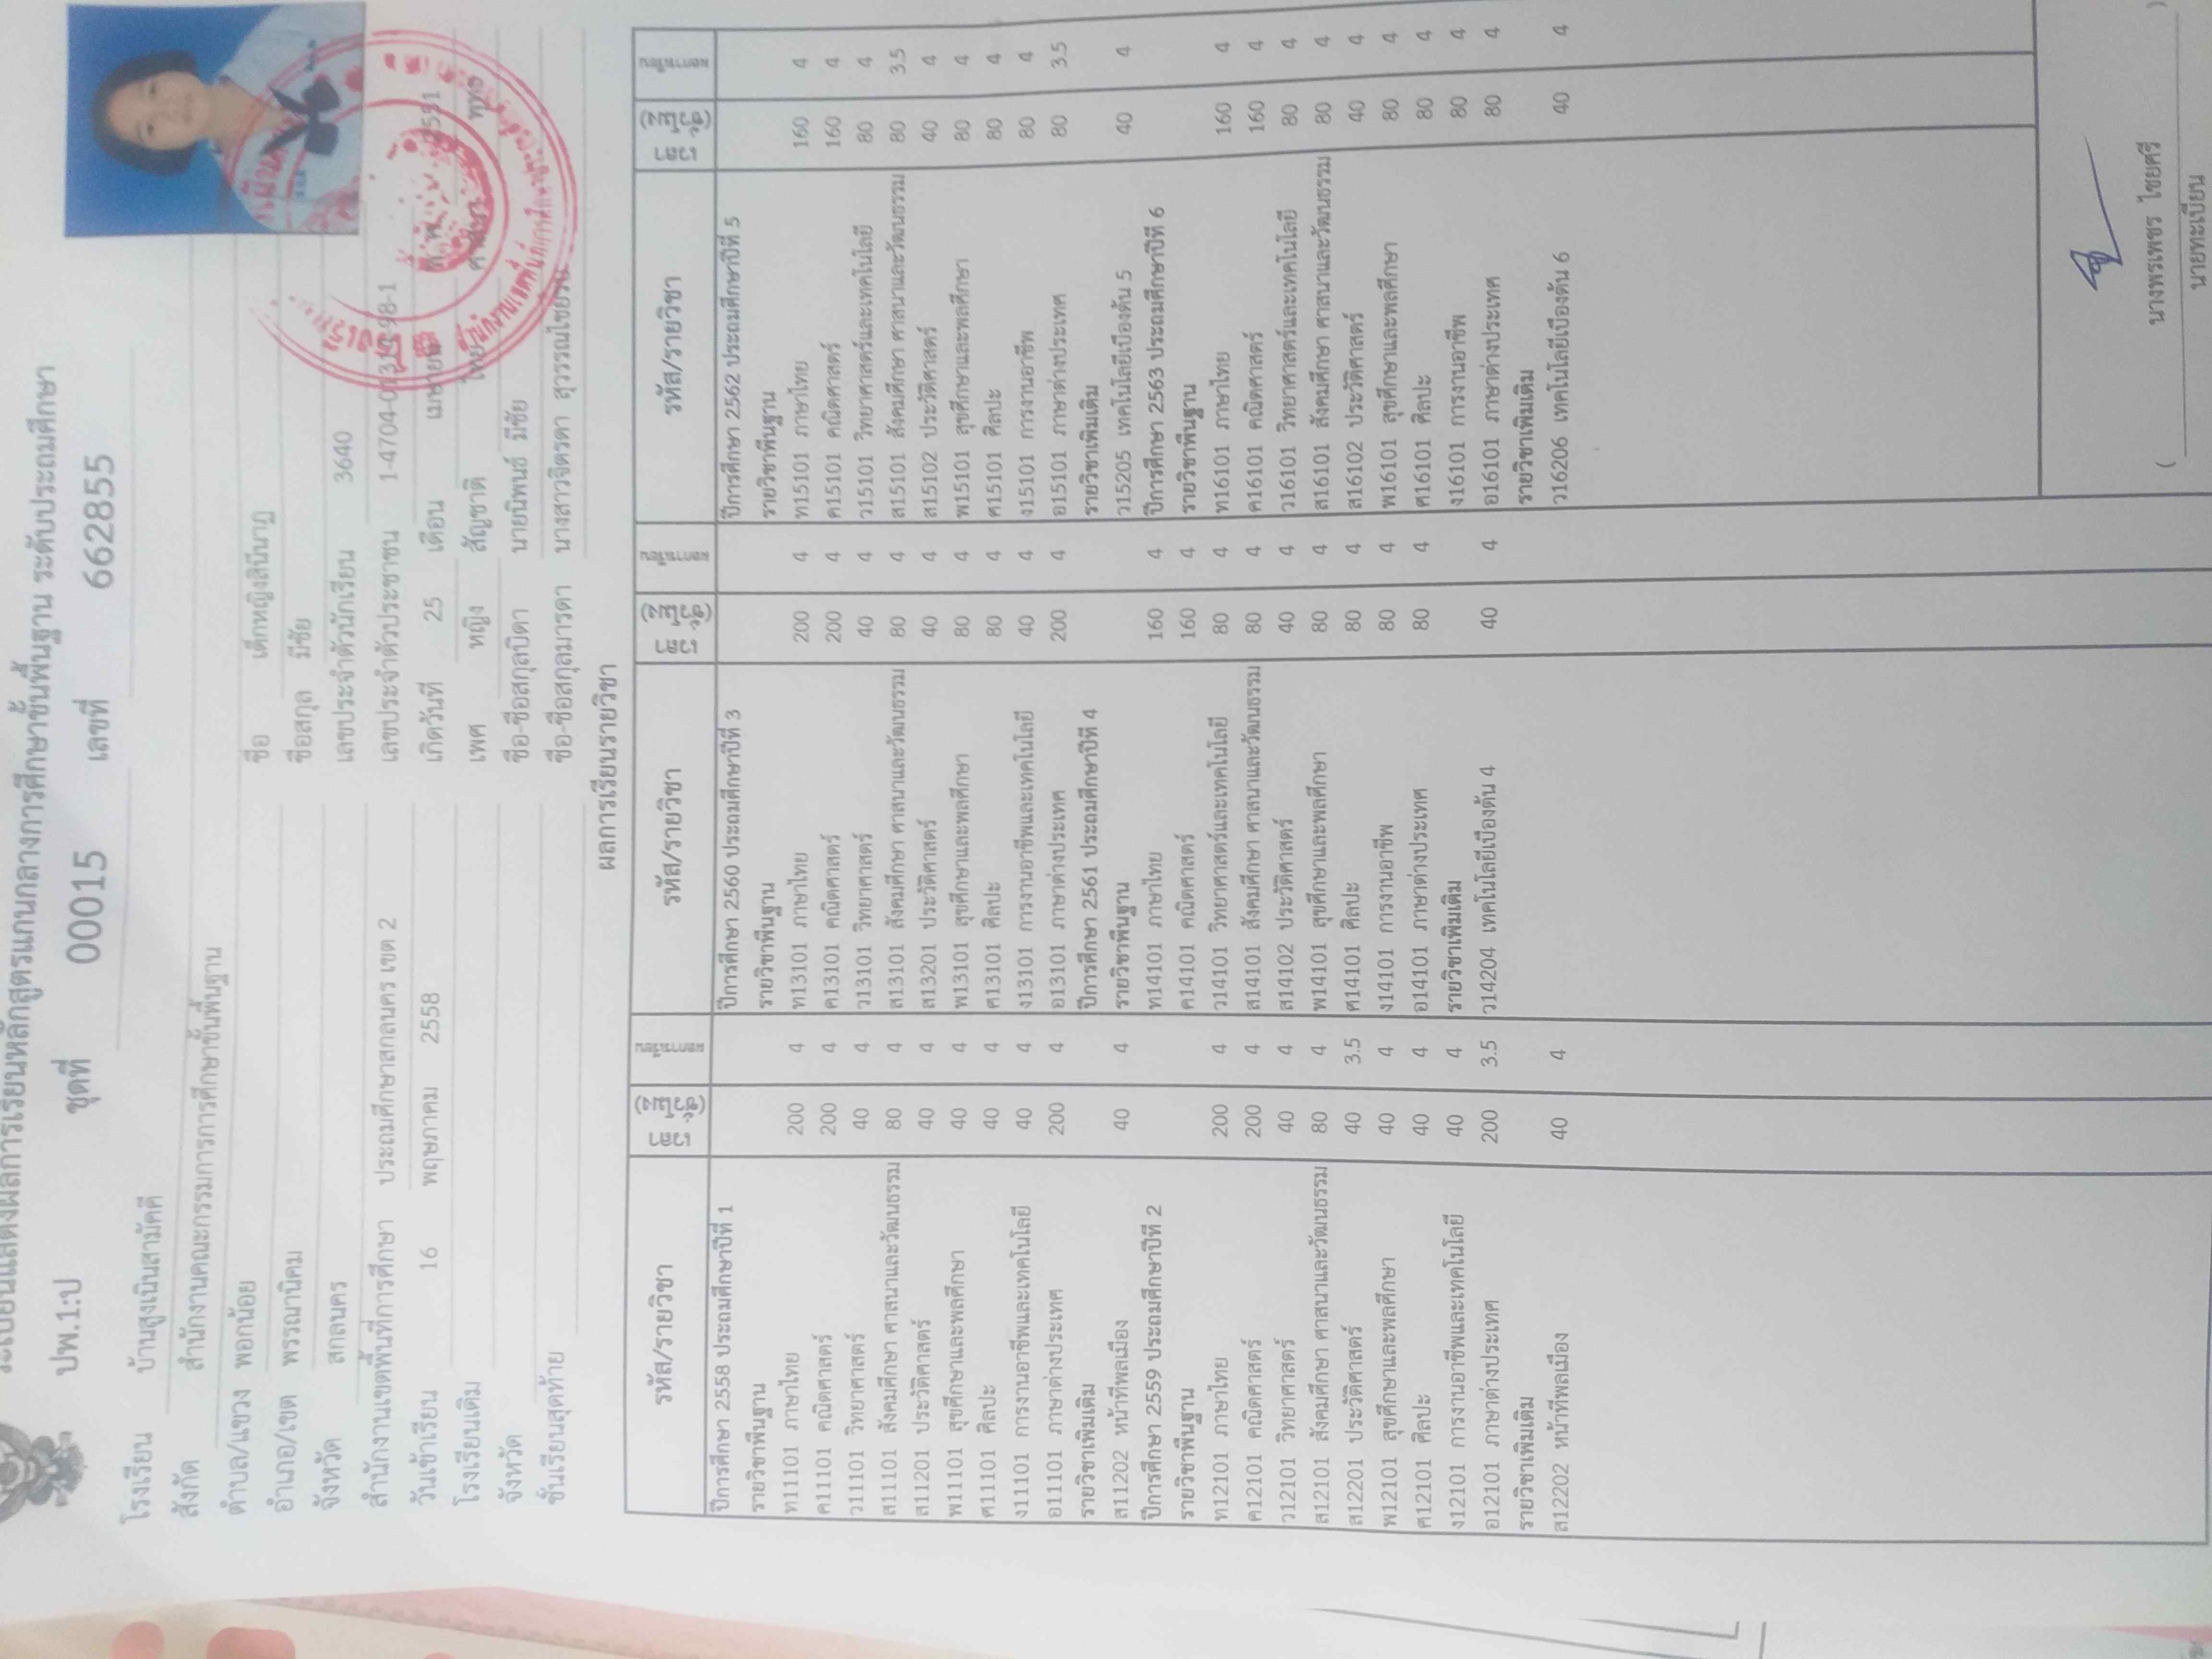 ระเบียนแสดงผลการเรียนหลักสูตรแกนกลางการศึกษาขั้นพื้นฐาน ระดับประถมศึกษา
ปพ.1:ป ชุดที่ 00015 เลขที่ 662855
โรงเรียน บ้านสูงเนินสามัคคี
สังกัด สำนักงานคณะกรรมการการศึกษาขั้นพื้นฐาน
ตำบล/แขวง พอกน้อย
อำเภอ/เขต พรรณานิคม
จังหวัด สกลนคร
สำนักงานเขตพื้นที่การศึกษา ประถมศึกษาสกลนคร เขต 2
วันเข้าเรียน 16 พฤษภาคม 2558
โรงเรียนเดิม
จังหวัด
ชั้นเรียนสุดท้าย
ชื่อ เด็กหญิงสินีนาฏ
ชื่อสกุล มีชัย
เลขประจำตัวนักเรียน 3640
เลขประจำตัวประชาชน
เกิดวันที่ 25 เดือน เมษายน พ.ศ. 2551
เพศ หญิง สัญชาติ ไทย ศาสนา พุทธ
ชื่อ-ชื่อสกุลบิดา นายนิพนธ์ มีชัย
ชื่อ-ชื่อสกุลมารดา นางสาวจิตรดา สุวรรณไชยรบ
ผลการเรียนรายวิชา
รหัส/รายวิชา เวลา (ชั่วโมง) ผลการเรียน
ปีการศึกษา 2558 ประถมศึกษาปีที่ 1
รายวิชาพื้นฐาน
ท11101 ภาษาไทย 200 4
ค11101 คณิตศาสตร์ 200 4
ว11101 วิทยาศาสตร์ 40 4
ส11101 สังคมศึกษา ศาสนาและวัฒนธรรม 80 4
ส11201 ประวัติศาสตร์ 40 4
พ11101 สุขศึกษาและพลศึกษา 40 4
ศ11101 ศิลปะ 40 4
ง11101 การงานอาชีพและเทคโนโลยี 40 4
อ11101 ภาษาต่างประเทศ 200 4
รายวิชาเพิ่มเติม
ส11202 หน้าที่พลเมือง 40 4
ปีการศึกษา 2559 ประถมศึกษาปีที่ 2
รายวิชาพื้นฐาน
ท12101 ภาษาไทย 200 4
ค12101 คณิตศาสตร์ 200 4
ว12101 วิทยาศาสตร์ 40 4
ส12101 สังคมศึกษา ศาสนาและวัฒนธรรม 80 4
ส12201 ประวัติศาสตร์ 40 3.5
พ12101 สุขศึกษาและพลศึกษา 40 4
ศ12101 ศิลปะ 40 4
ง12101 การงานอาชีพและเทคโนโลยี 40 4
อ12101 ภาษาต่างประเทศ 200 3.5
รายวิชาเพิ่มเติม
ส12202 หน้าที่พลเมือง 40 4
รหัส/รายวิชา เวลา (ชั่วโมง) ผลการเรียน
ปีการศึกษา 2560 ประถมศึกษาปีที่ 3
รายวิชาพื้นฐาน
ท13101 ภาษาไทย 200 4
ค13101 คณิตศาสตร์ 200 4
ว13101 วิทยาศาสตร์ 40 4
ส13101 สังคมศึกษา ศาสนาและวัฒนธรรม 80 4
ส13201 ประวัติศาสตร์ 40 4
พ13101 สุขศึกษาและพลศึกษา 80 4
ศ13101 ศิลปะ 80 4
ง13101 การงานอาชีพและเทคโนโลยี 40 4
อ13101 ภาษาต่างประเทศ 200 4
ปีการศึกษา 2561 ประถมศึกษาปีที่ 4
รายวิชาพื้นฐาน
ท14101 ภาษาไทย 160 4
ค14101 คณิตศาสตร์ 160 4
ว14101 วิทยาศาสตร์และเทคโนโลยี 80 4
ส14101 สังคมศึกษา ศาสนาและวัฒนธรรม 80 4
ส14102 ประวัติศาสตร์ 40 4
พ14101 สุขศึกษาและพลศึกษา 80 4
ศ14101 ศิลปะ 80 4
ง14101 การงานอาชีพ 80 4
อ14101 ภาษาต่างประเทศ 80 4
รายวิชาเพิ่มเติม
ว14204 เทคโนโลยีเบื้องต้น 4 40 4
รหัส/รายวิชา เวลา (ชั่วโมง) ผลการเรียน
ปีการศึกษา 2562 ประถมศึกษาปีที่ 5
รายวิชาพื้นฐาน
ท15101 ภาษาไทย 160 4
ค15101 คณิตศาสตร์ 160 4
ว15101 วิทยาศาสตร์และเทคโนโลยี 80 4
ส15101 สังคมศึกษา ศาสนาและวัฒนธรรม 80 3.5
ส15102 ประวัติศาสตร์ 40 4
พ15101 สุขศึกษาและพลศึกษา 80 4
ศ15101 ศิลปะ 80 4
ง15101 การงานอาชีพ 80 4
อ15101 ภาษาต่างประเทศ 80 3.5
รายวิชาเพิ่มเติม
ว15205 เทคโนโลยีเบื้องต้น 5 40 4
ปีการศึกษา 2563 ประถมศึกษาปีที่ 6
รายวิชาพื้นฐาน
ท16101 ภาษาไทย 160 4
ค16101 คณิตศาสตร์ 160 4
ว16101 วิทยาศาสตร์และเทคโนโลยี 80 4
ส16101 สังคมศึกษา ศาสนาและวัฒนธรรม 80 4
ส16102 ประวัติศาสตร์ 40 4
พ16101 สุขศึกษาและพลศึกษา 80 4
ศ16101 ศิลปะ 80 4
ง16101 การงานอาชีพ 80 4
อ16101 ภาษาต่างประเทศ 80 4
รายวิชาเพิ่มเติม
ว16206 เทคโนโลยีเบื้องต้น 6 40 4
( นางพรเพชร ไชยศรี )
นายทะเบียน